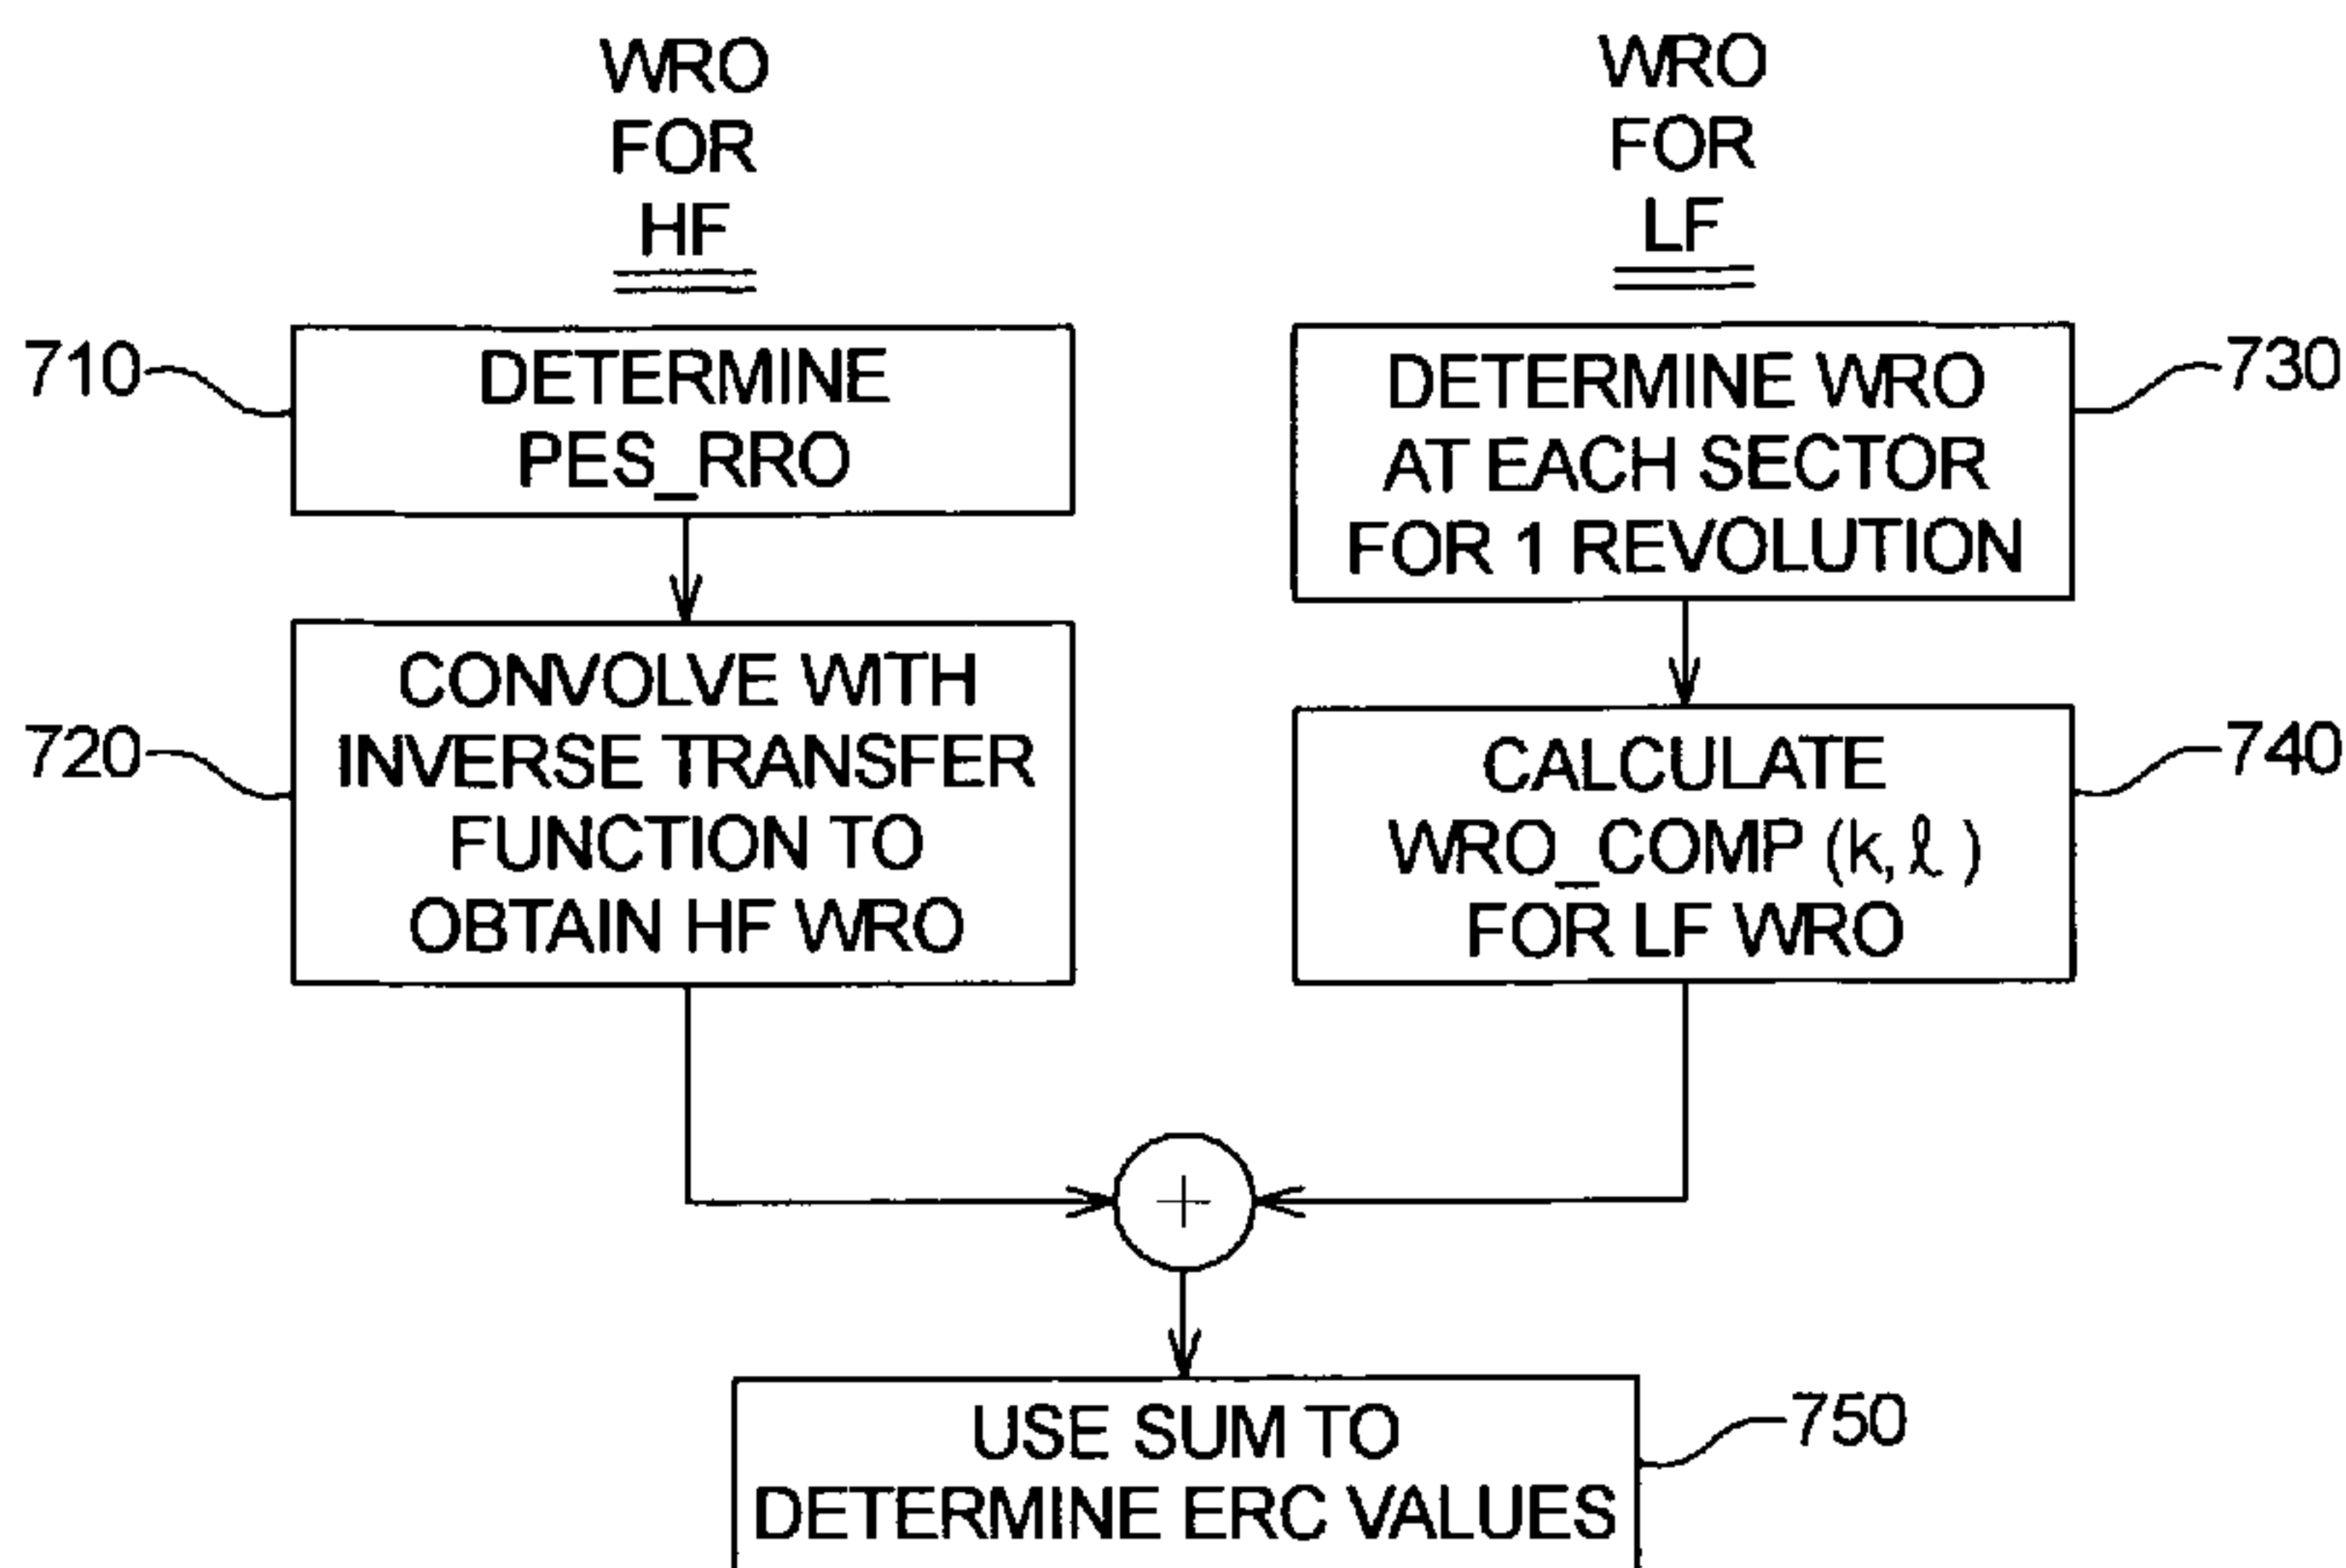 WRO
FOR
HF
WRO
FOR
LF
710
DETERMINE
PES_RRO
730
DETERMINE WRO
AT EACH SECTOR
FOR 1 REVOLUTION
720
CONVOLVE WITH
INVERSE TRANSFER
FUNCTION TO
OBTAIN HF WRO
740
CALCULATE
WRO_COMP (k, ℓ )
FOR LF WRO
+
750
USE SUM TO
DETERMINE ERC VALUES